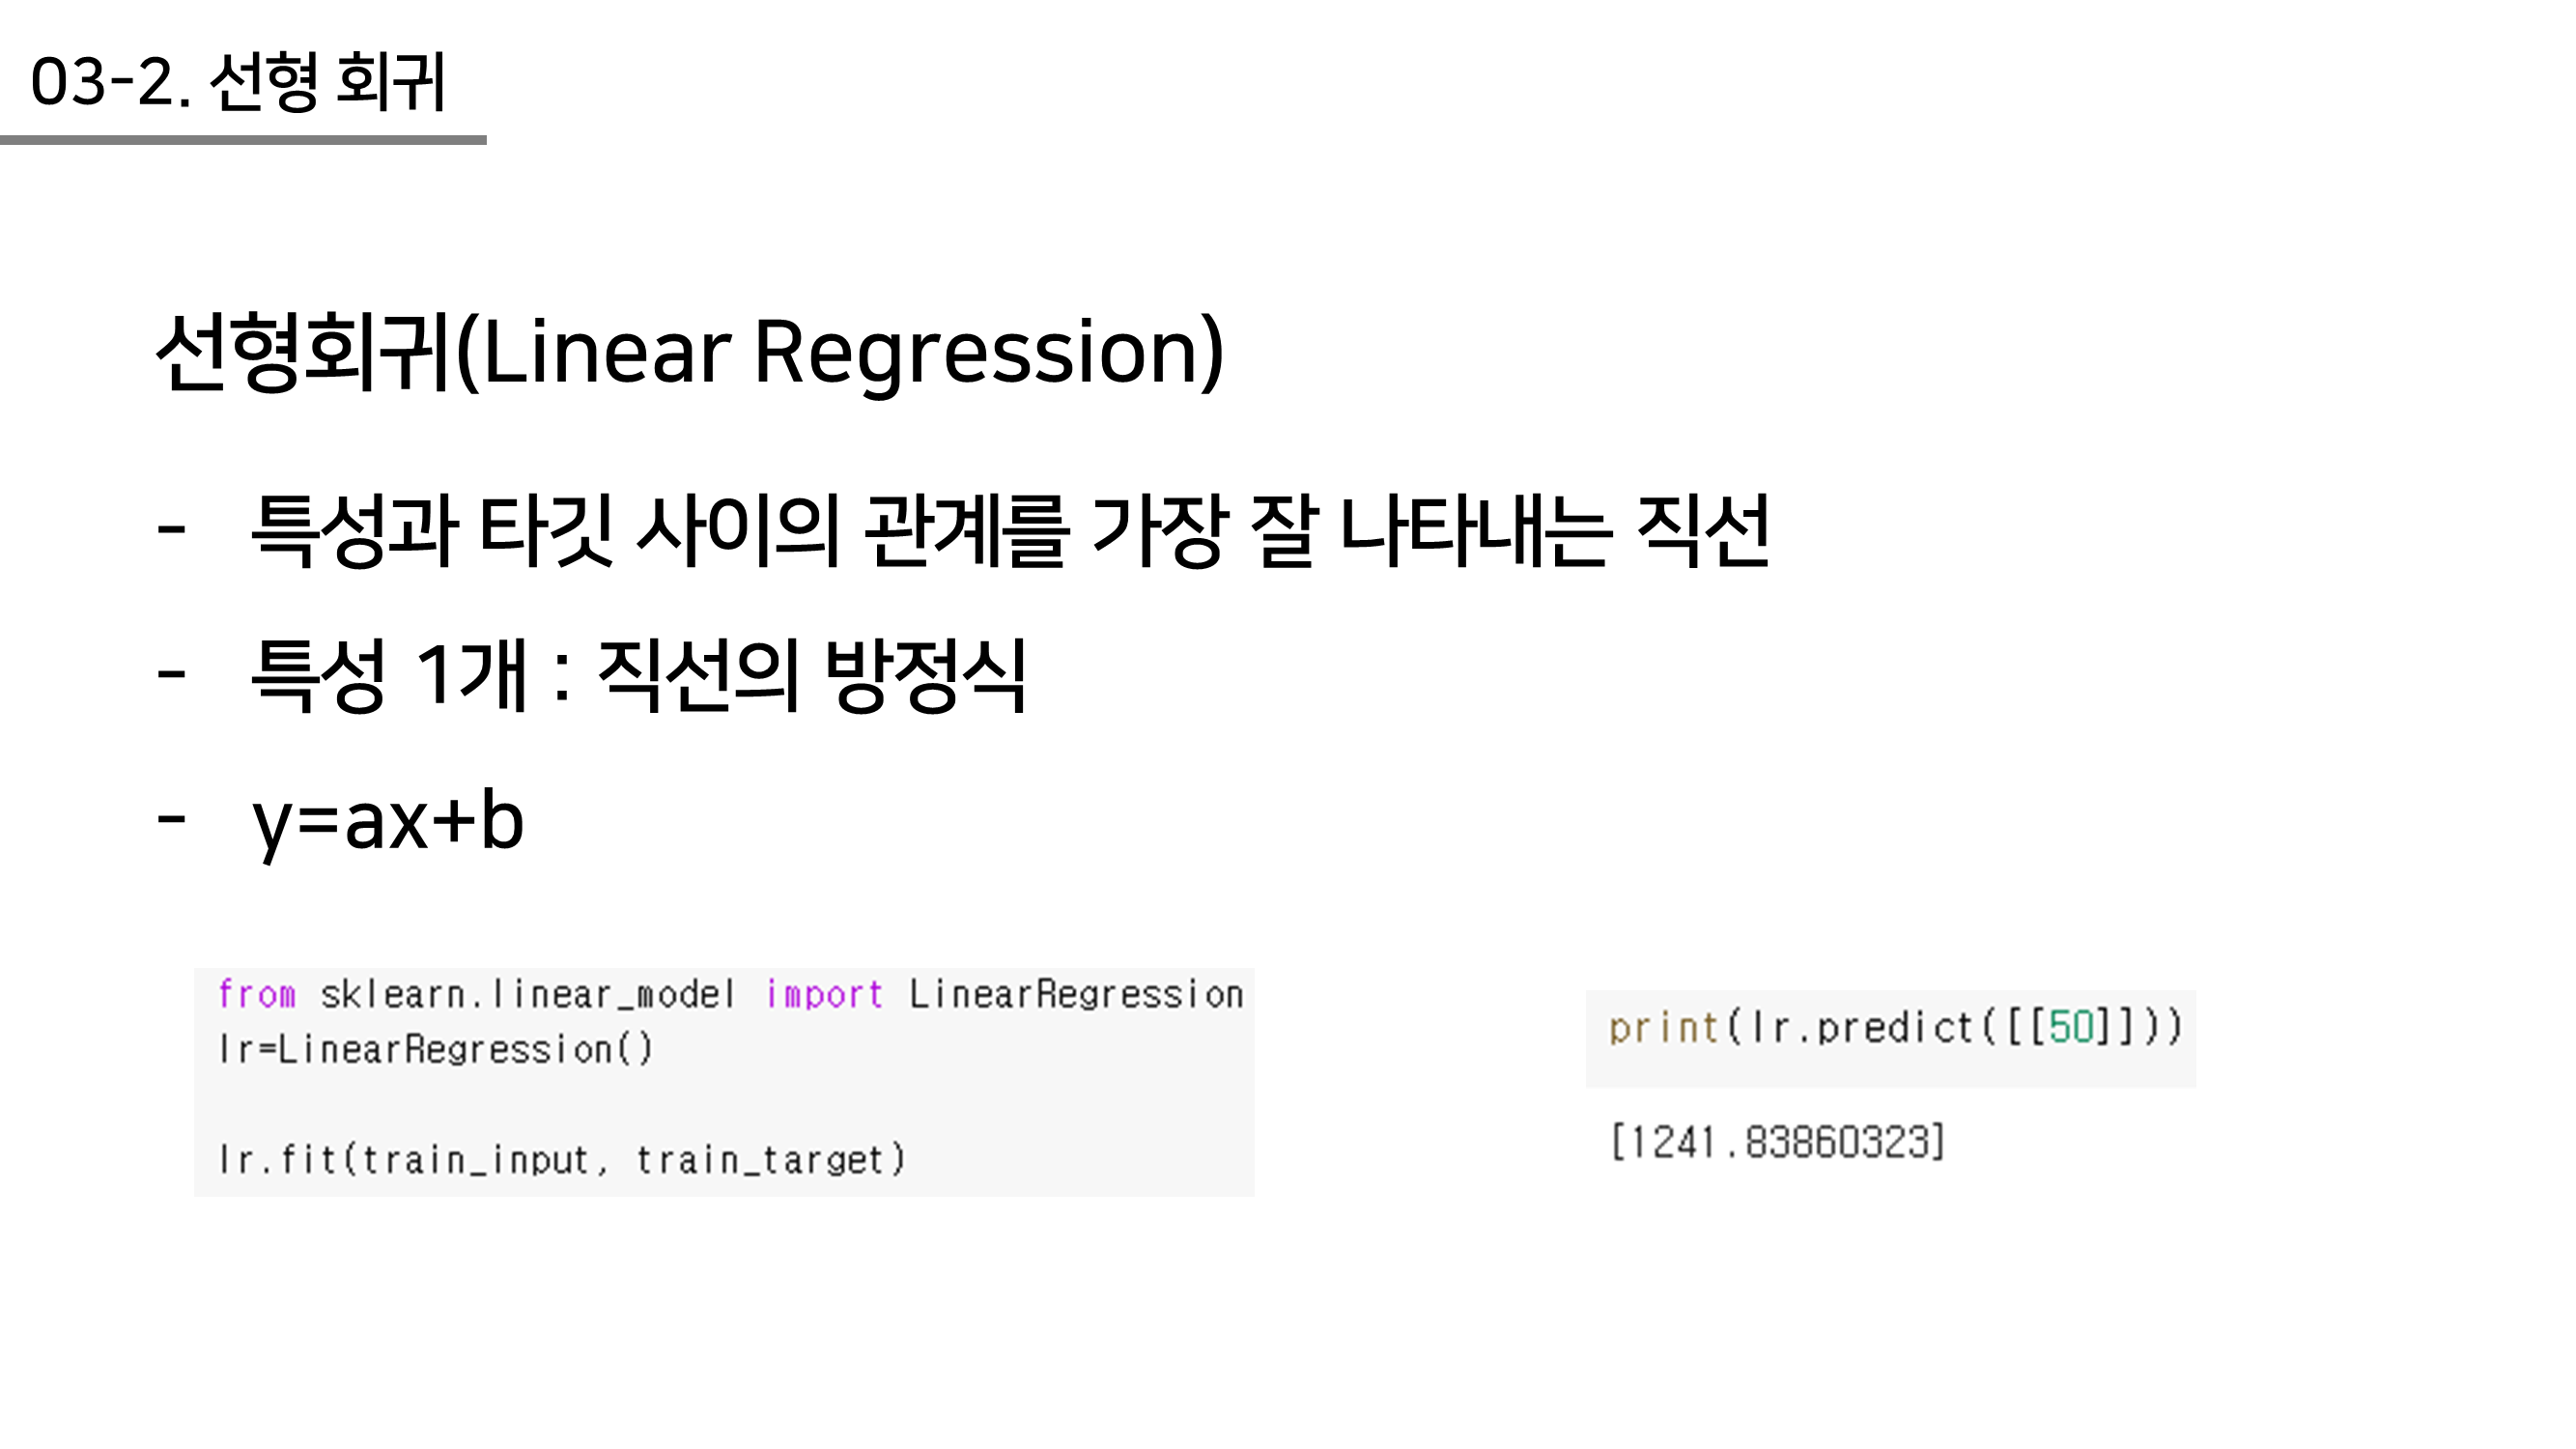 03-2. 선형 회귀
선형회귀(Linear Regression)
- 특성과 타깃 사이의 관계를 가장 잘 나타내는 직선
- 특성 1개 : 직선의 방정식
- y=ax+b
from sklearn.linear_model import LinearRegression
lr=LinearRegression()
lr.fit(train_input, train_target)
print(lr.predict([[50]]))
[1241.83860323]